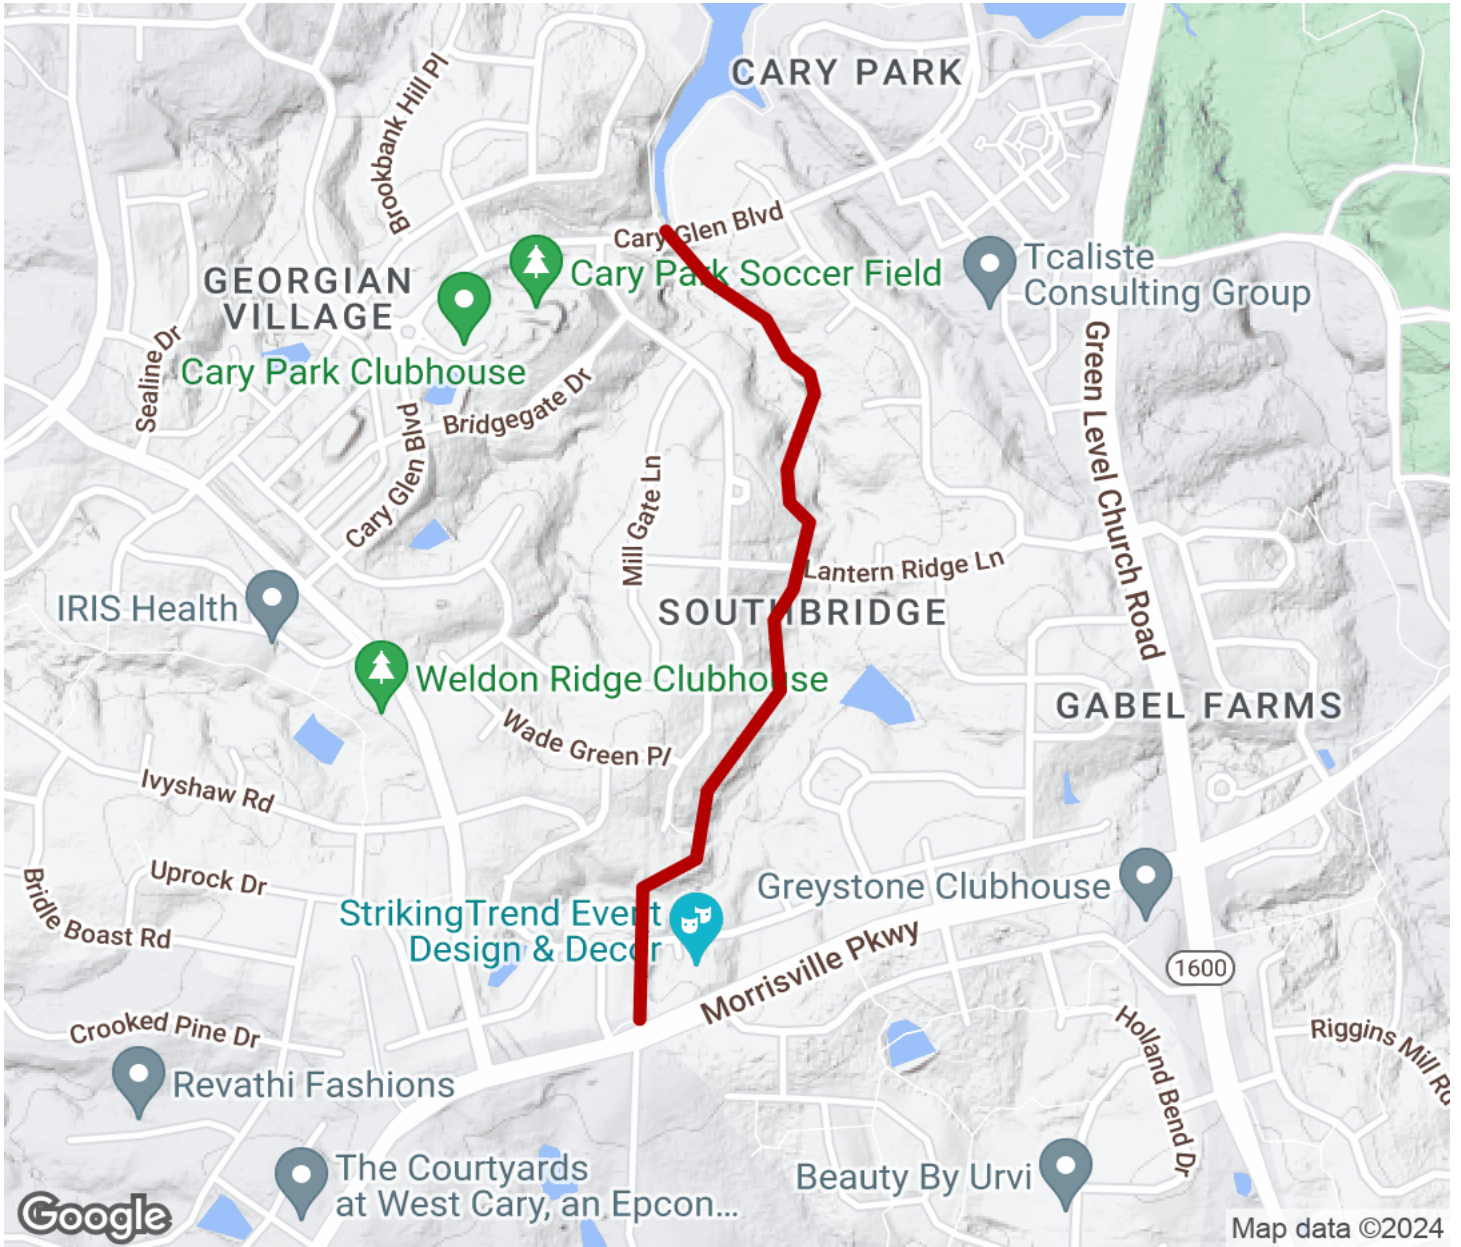 CARY PARK
Brookbank Hill Pl
Cary Glen Blvd
Cary Park Soccer Field
Tcaliste
Consulting Group
GEORGIAN
VILLAGE
Cary Park Clubhouse
Sealine Dr
Bridgegate Dr
Cary Glen Blvd
Green Level Church Road
Mill Gate Ln
Lantern Ridge Ln
IRIS Health
SOUTHBRIDGE
Weldon Ridge Clubhouse
GABEL FARMS
Wade Green Pl
Ivyshaw Rd
Uprock Dr
Bridle Boast Rd
Greystone Clubhouse
StrikingTrend Event
Design & Decor
Morrisville Pkwy
1600
Crooked Pine Dr
Holland Bend Dr
Riggins Mill Rd
Revathi Fashions
The Courtyards
at West Cary, an Epcon...
Beauty By Urvi
Google
Map data ©2024